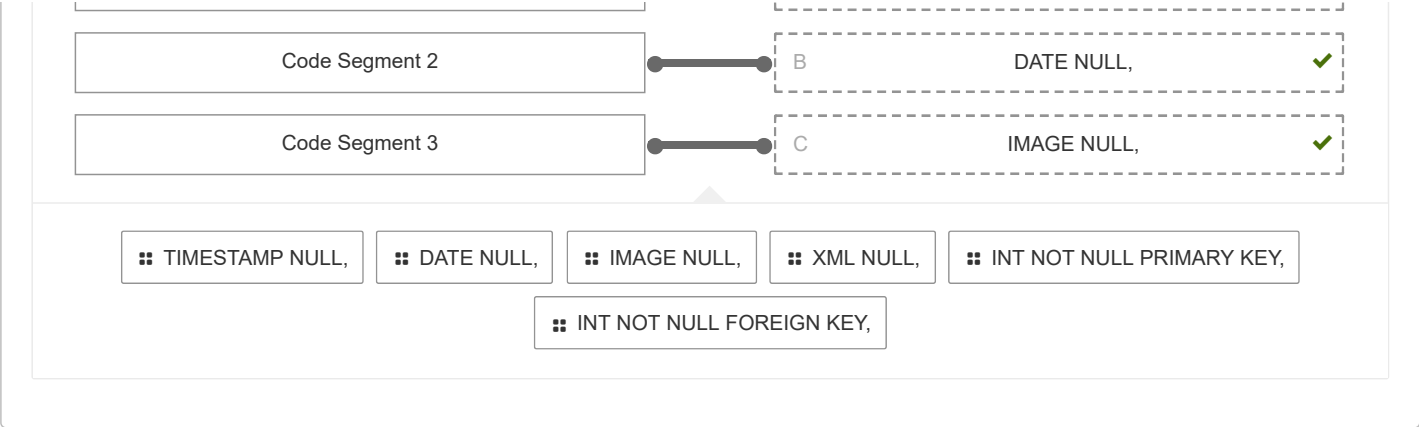 Code Segment 2 B DATE NULL,
Code Segment 3 C IMAGE NULL,
TIMESTAMP NULL, DATE NULL, IMAGE NULL, XML NULL, INT NOT NULL PRIMARY KEY,
INT NOT NULL FOREIGN KEY,